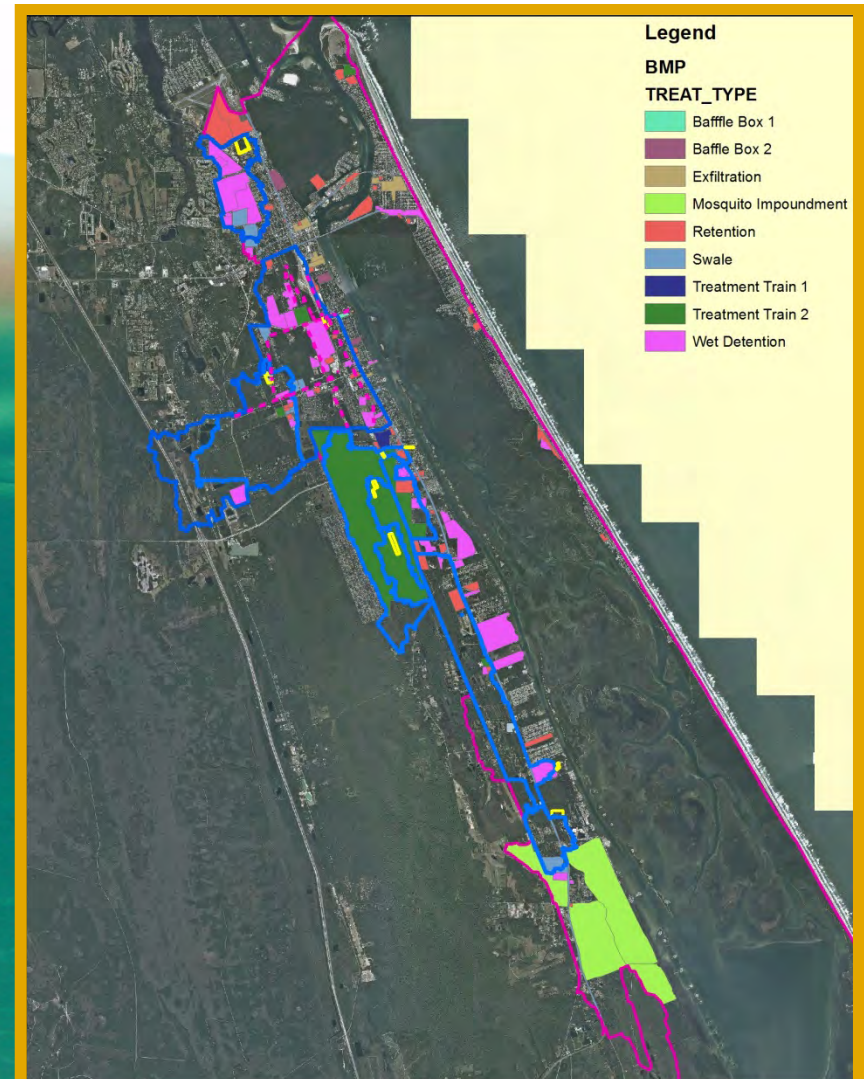 Legend
BMP
TREAT_TYPE
Bafffle Box 1
Baffle Box 2
Exfiltration
Mosquito Impoundment
Retention
Swale
Treatment Train 1
Treatment Train 2
Wet Detention